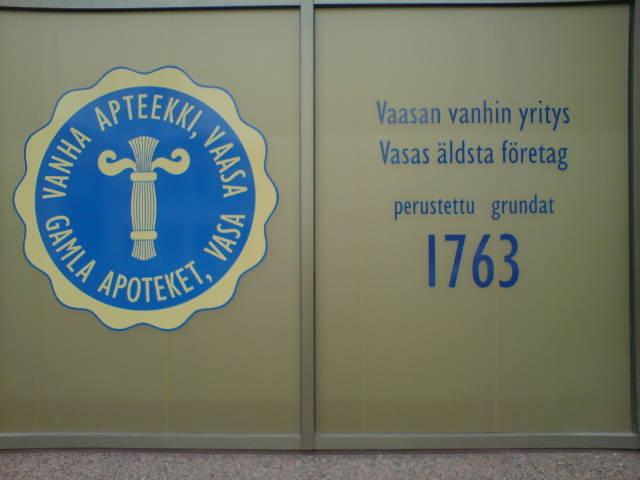 VANHA APTEEKKI, VAASA
GAMLA APOTEKET, VASA
Vaasan vanhin yritys
Vasas äldsta företag
perustettu grundat
1763